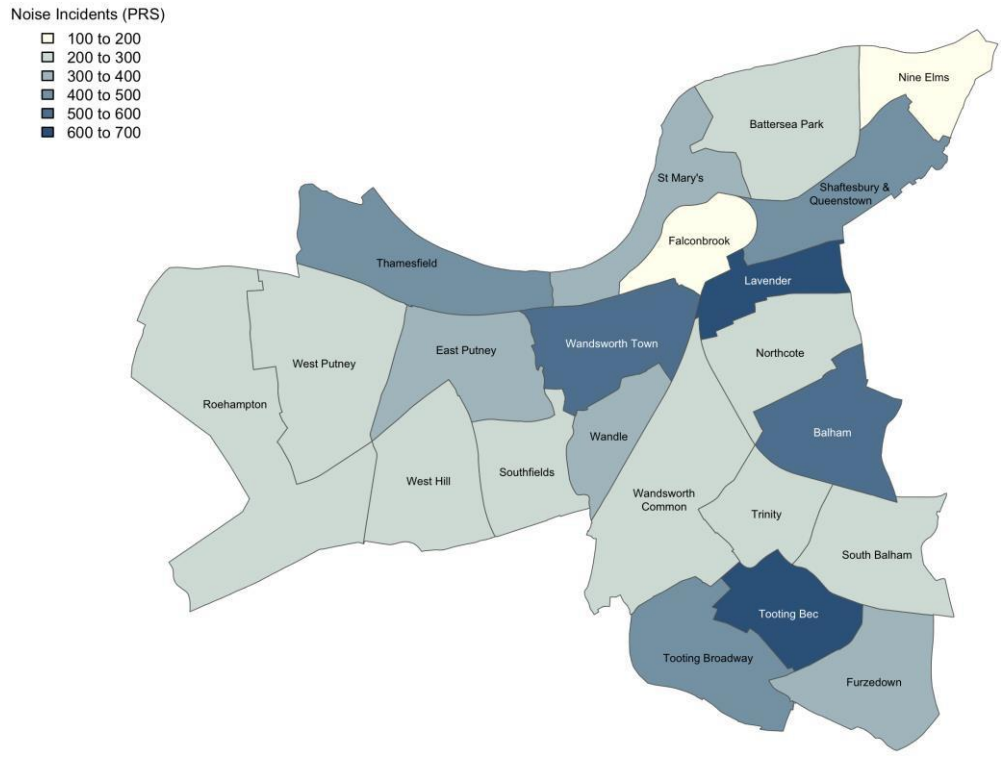 Noise Incidents (PRS)
100 to 200
200 to 300
300 to 400
400 to 500
500 to 600
600 to 700
Nine Elms
Battersea Park
St Mary's
Shaftesbury &
Queenstown
Falconbrook
Thamesfield
Lavender
Wandsworth Town
East Putney
Northcote
West Putney
Roehampton
Balham
Wandle
Southfields
West Hill
Wandsworth
Common
Trinity
South Balham
Tooting Bec
Tooting Broadway
Furzedown